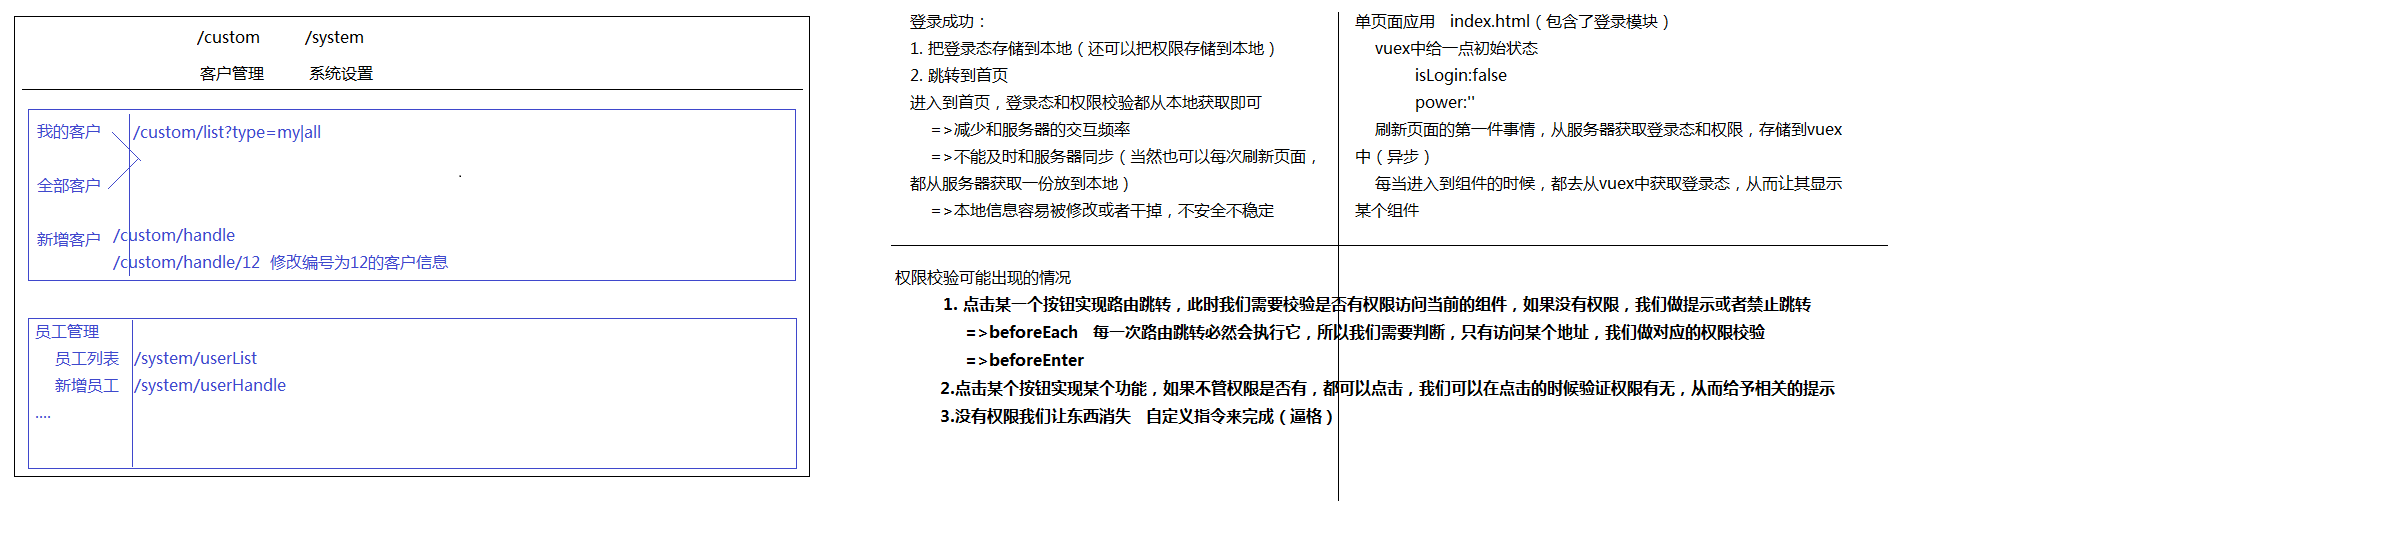 /custom /system
客户管理 系统设置
我的客户 /custom/list?type=my|all
全部客户
新增客户 /custom/handle
/custom/handle/12 修改编号为12的客户信息
员工管理
员工列表 /system/userList
新增员工 /system/userHandle
....
登录成功：
1. 把登录态存储到本地（还可以把权限存储到本地）
2. 跳转到首页
进入到首页，登录态和权限校验都从本地获取即可
=>减少和服务器的交互频率
=>不能及时和服务器同步（当然也可以每次刷新页面，
都从服务器获取一份放到本地）
=>本地信息容易被修改或者干掉，不安全不稳定
单页面应用 index.html（包含了登录模块）
vuex中给一点初始状态
isLogin:false
power:''
刷新页面的第一件事情，从服务器获取登录态和权限，存储到vuex
中（异步）
每当进入到组件的时候，都去从vuex中获取登录态，从而让其显示
某个组件
权限校验可能出现的情况
1. 点击某一个按钮实现路由跳转，此时我们需要校验是否有权限访问当前的组件，如果没有权限，我们做提示或者禁止跳转
=>beforeEach 每一次路由跳转必然会执行它，所以我们需要判断，只有访问某个地址，我们做对应的权限校验
=>beforeEnter
2.点击某个按钮实现某个功能，如果不管权限是否有，都可以点击，我们可以在点击的时候验证权限有无，从而给予相关的提示
3.没有权限我们让东西消失 自定义指令来完成（逼格）